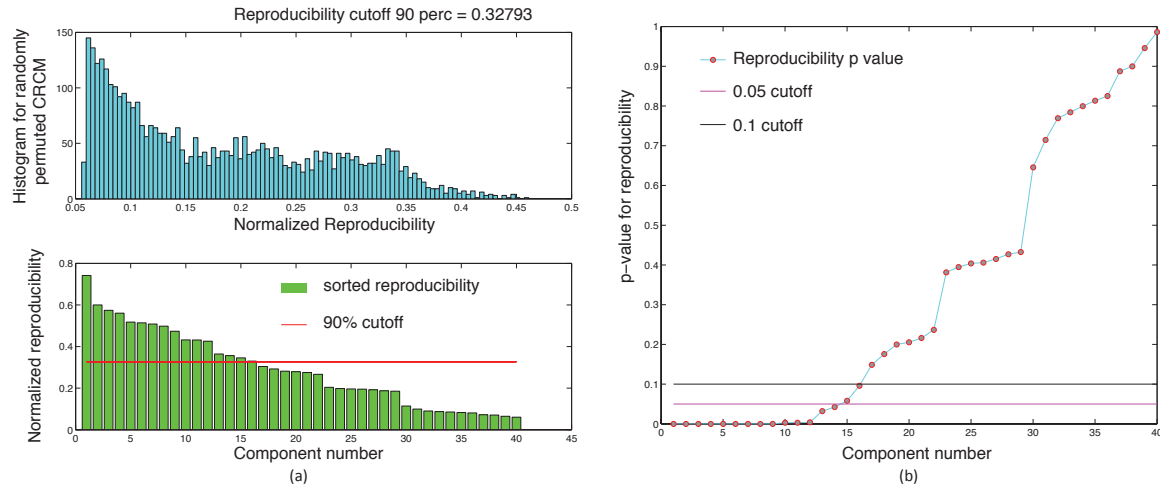 Reproducibility cutoff 90 perc = 0.32793
Histogram for randomly
permuted CRCM
150
100
50
0
0.05 0.1 0.15 0.2 0.25 0.3 0.35 0.4 0.45 0.5
Normalized Reproducibility
Normalized reproducibility
0.8
0.6
0.4
0.2
0
sorted reproducibility
90% cutoff
0 5 10 15 20 25 30 35 40 45
Component number
(a)
p-value for reproducibility
1
0.9
0.8
0.7
0.6
0.5
0.4
0.3
0.2
0.1
0
Reproducibility p value
0.05 cutoff
0.1 cutoff
0 5 10 15 20 25 30 35 40
Component number
(b)